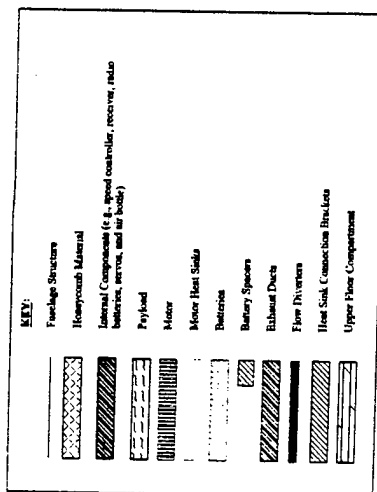 KEY:
Fuselage Structure
Honeycomb Material
Internal Components (e.g., speed controller, receiver, radio
batteries, servos, and air bottle)
Payload
Motor
Motor Heat Sinks
Batteries
Battery Spacers
Exhaust Ducts
Flow Diverters
Heat Sink Connection Brackets
Upper Floor Compartment